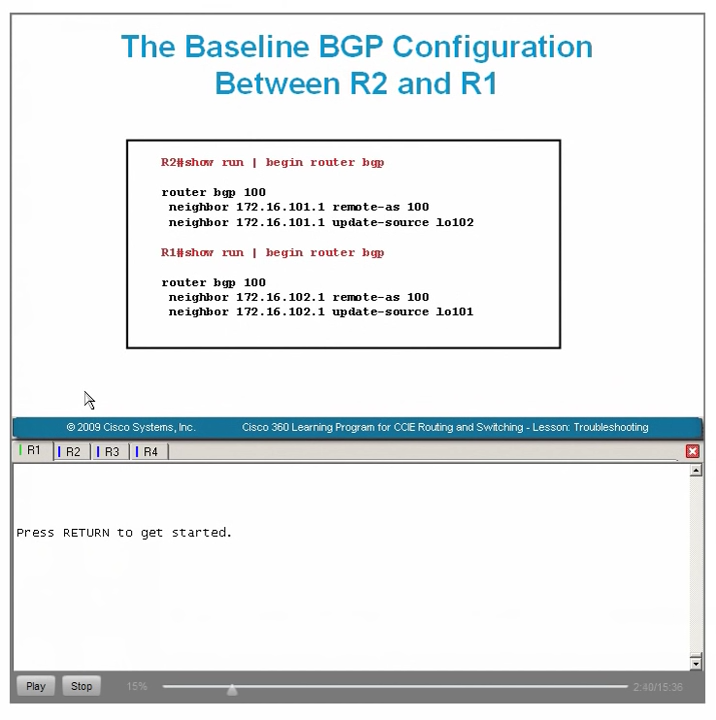 The Baseline BGP Configuration
Between R2 and R1
R2#show run | begin router bgp
router bgp 100
neighbor 172.16.101.1 remote-as 100
neighbor 172.16.101.1 update-source lo102
R1#show run | begin router bgp
router bgp 100
neighbor 172.16.102.1 remote-as 100
neighbor 172.16.102.1 update-source lo101
© 2009 Cisco Systems, Inc. Cisco 360 Learning Program for CCIE Routing and Switching - Lesson: Troubleshooting
R1 R2 R3 R4
Press RETURN to get started.
Play Stop 15% 2:40/15:36